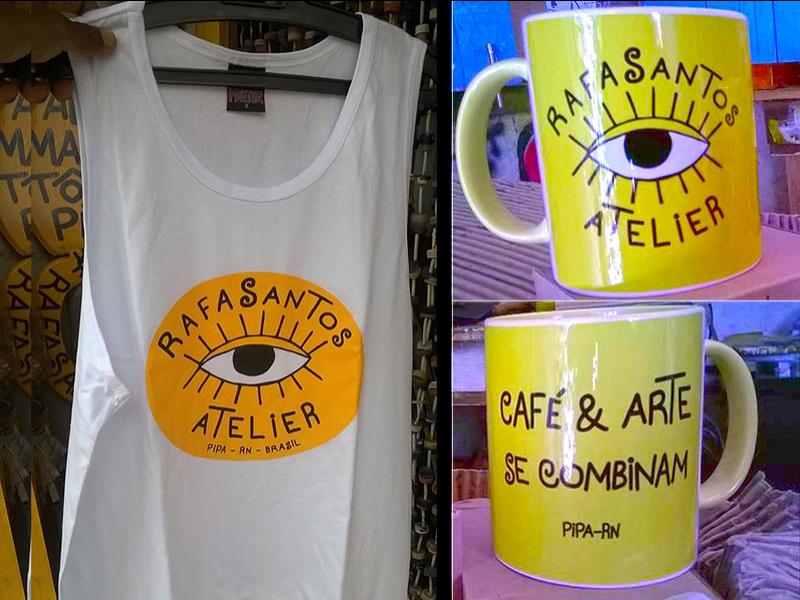 RAFASANTOS
ATELiER
PIPA - RN - BRASIL
RAFASANTOS
ATELiER
CAFÉ & ARTE
SE COMBiNAM
PiPA-RN